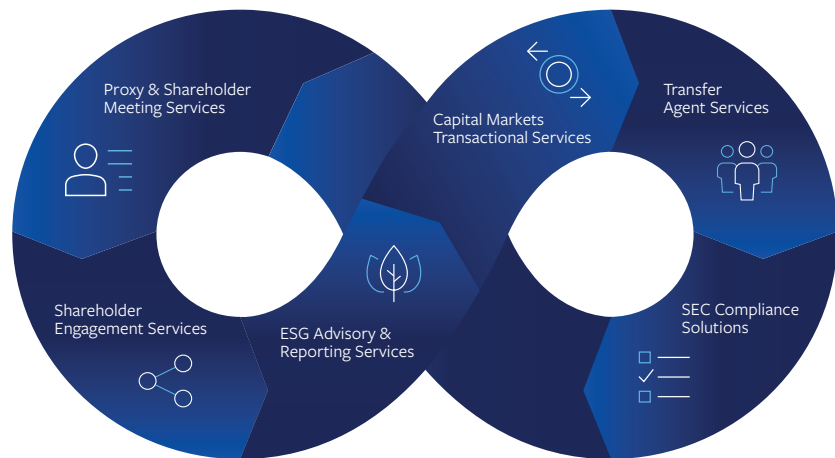 Proxy & Shareholder
Meeting Services
Capital Markets
Transactional Services
Transfer
Agent Services
Shareholder
Engagement Services
ESG Advisory &
Reporting Services
SEC Compliance
Solutions